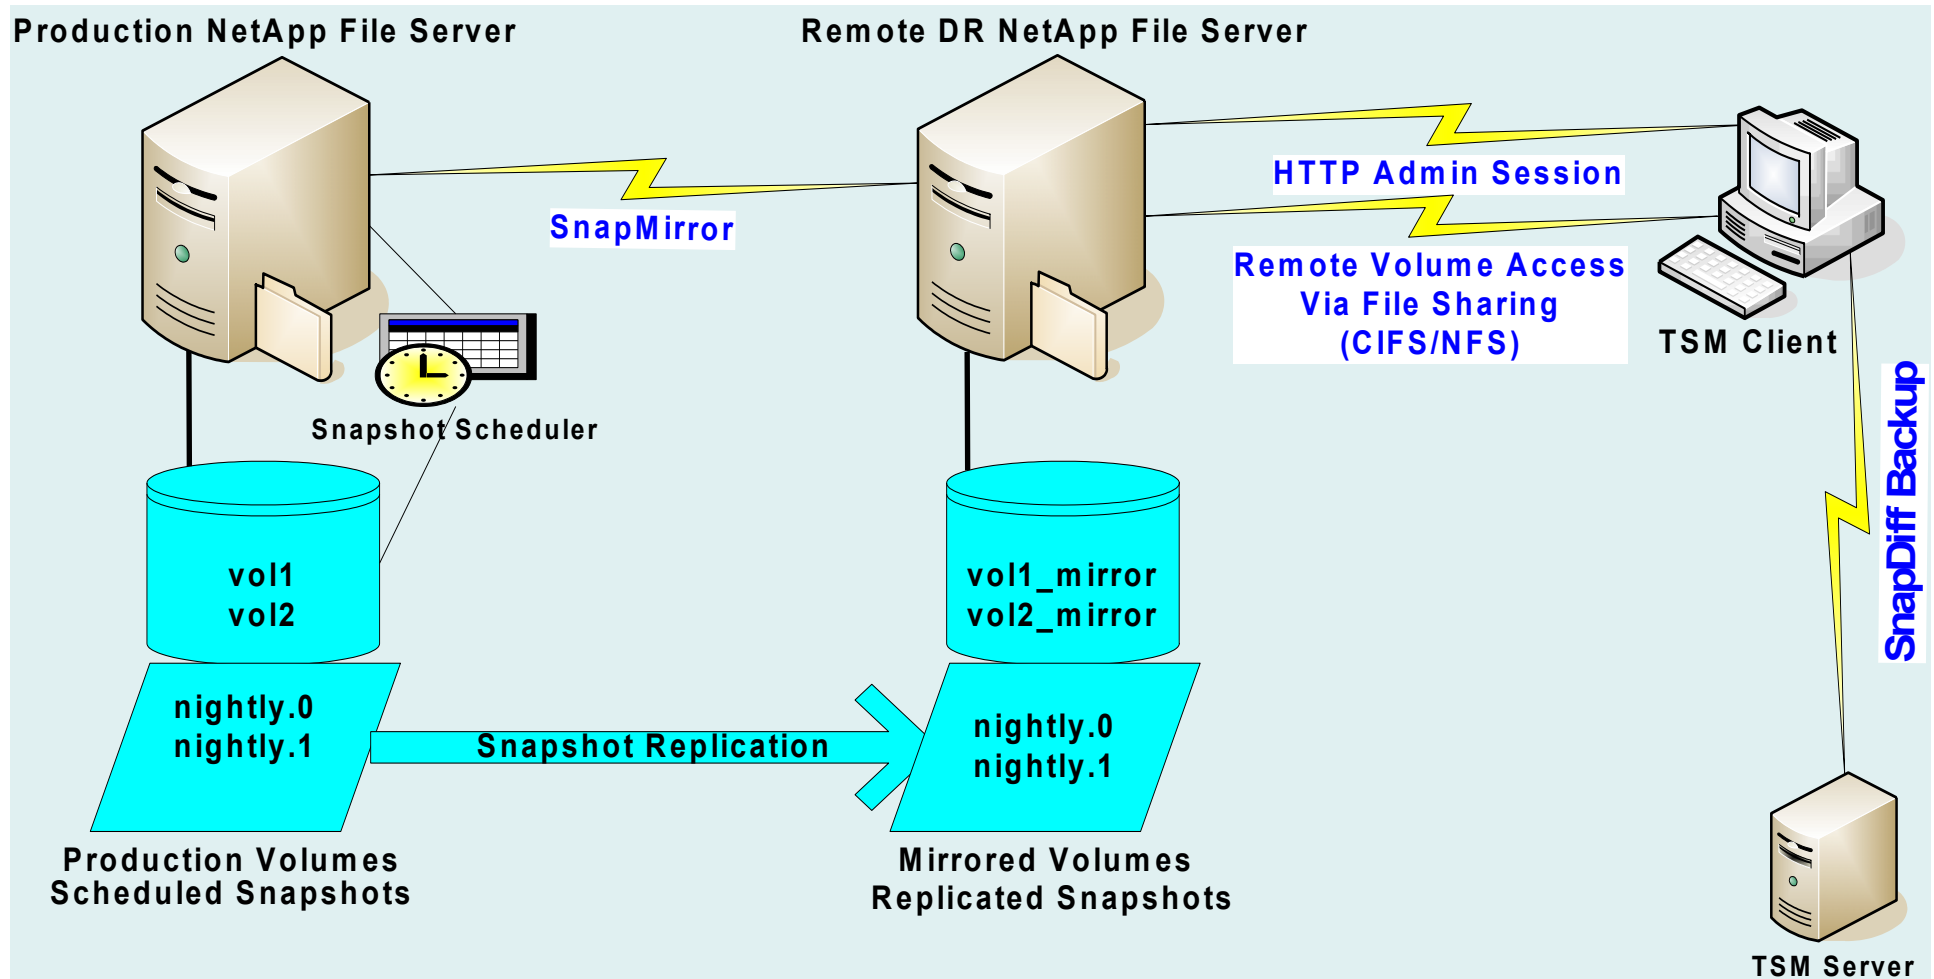 Production NetApp File Server
Remote DR NetApp File Server
SnapMirror
HTTP Admin Session
Remote Volume Access
Via File Sharing
(CIFS/NFS)
TSM Client
Snapshot Scheduler
SnapDiff Backup
vol1
vol2
vol1_mirror
vol2_mirror
nightly.0
nightly.1
Snapshot Replication
nightly.0
nightly.1
Production Volumes
Scheduled Snapshots
Mirrored Volumes
Replicated Snapshots
TSM Server